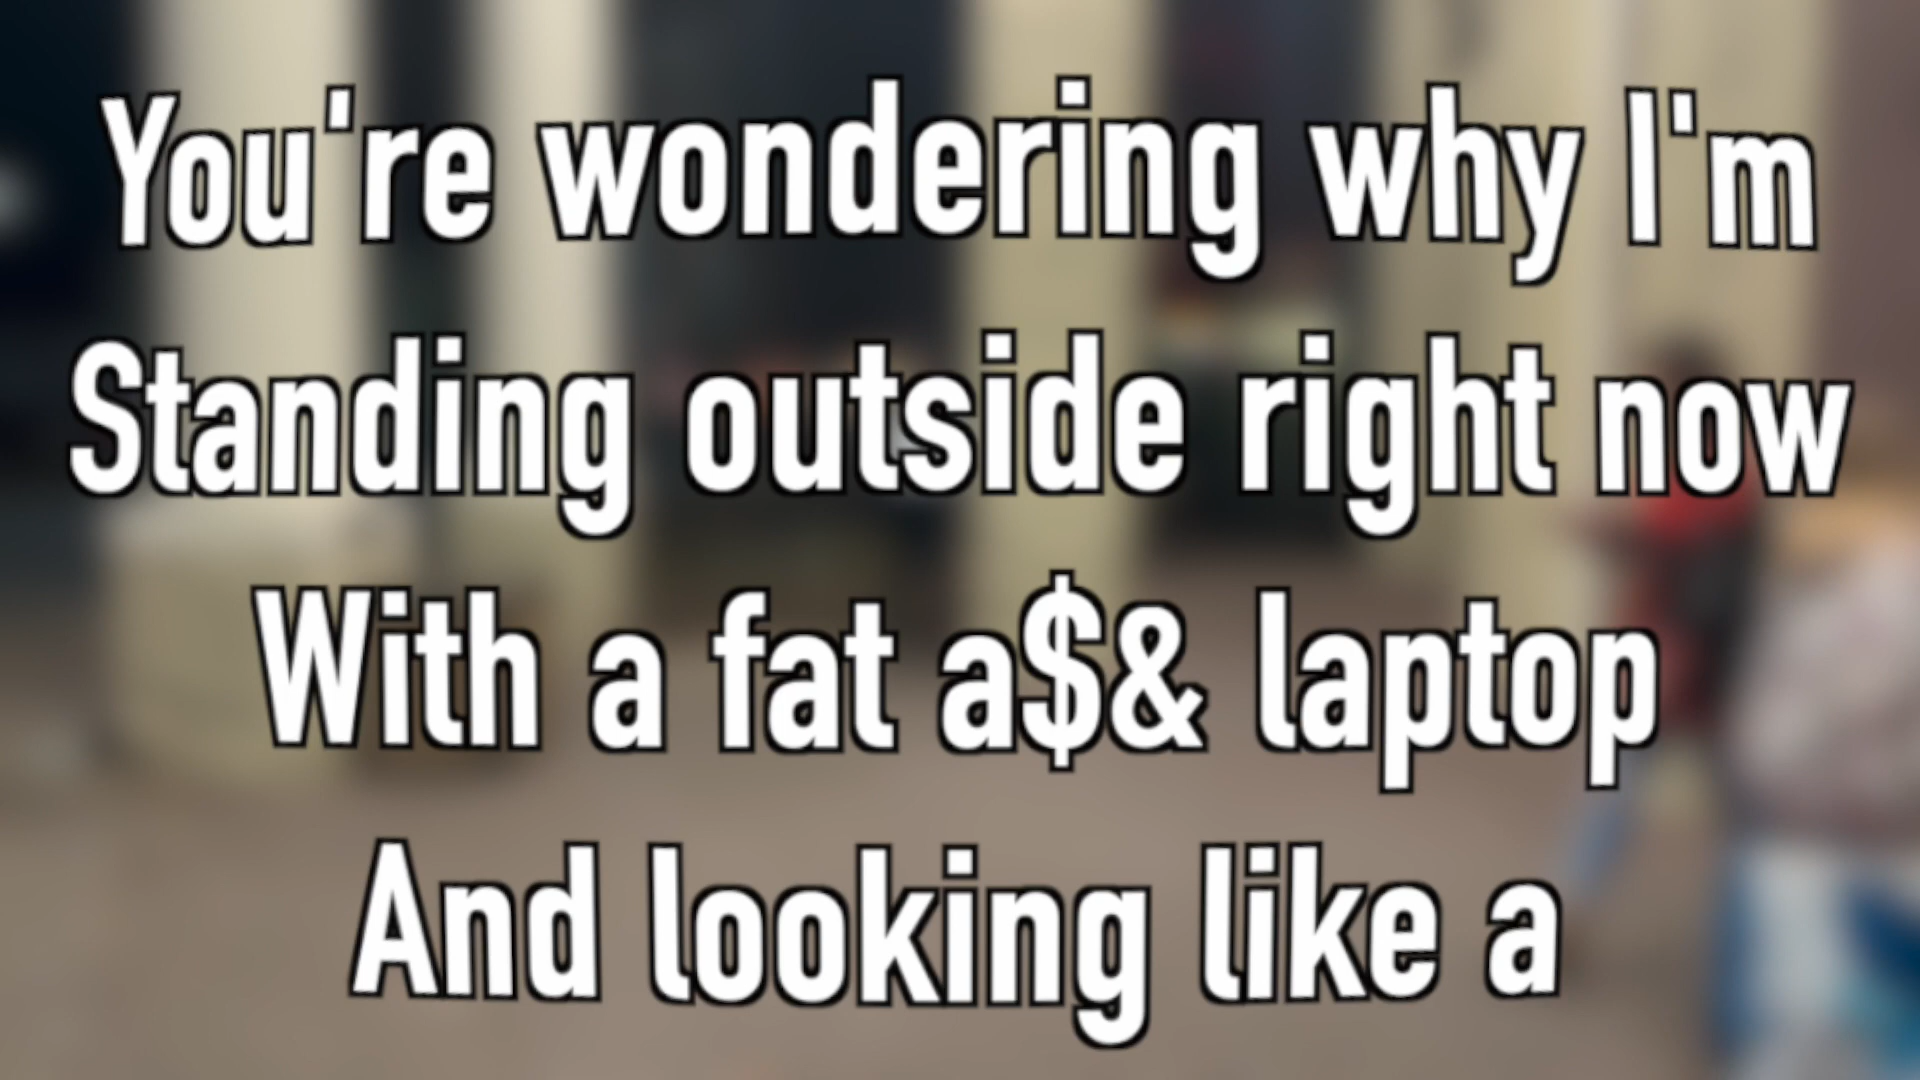 You're wondering why I'm
Standing outside right now
With a fat a$& laptop
And looking like a